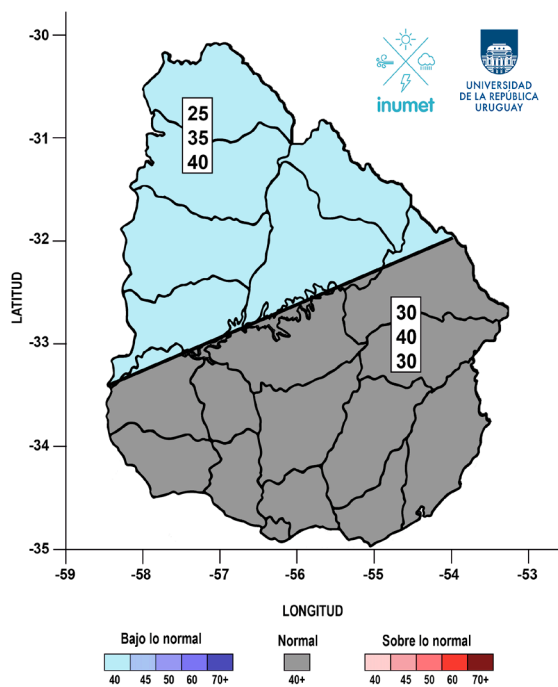 -30
-31
-32
-33
-34
-35
LATITUD
-59
-58
-57
-56
-55
-54
-53
LONGITUD
inumet
UNIVERSIDAD
DE LA REPÚBLICA
URUGUAY
25
35
40
30
40
30
Bajo lo normal
40 45 50 60 70+
Normal
40+
Sobre lo normal
40 45 50 60 70+